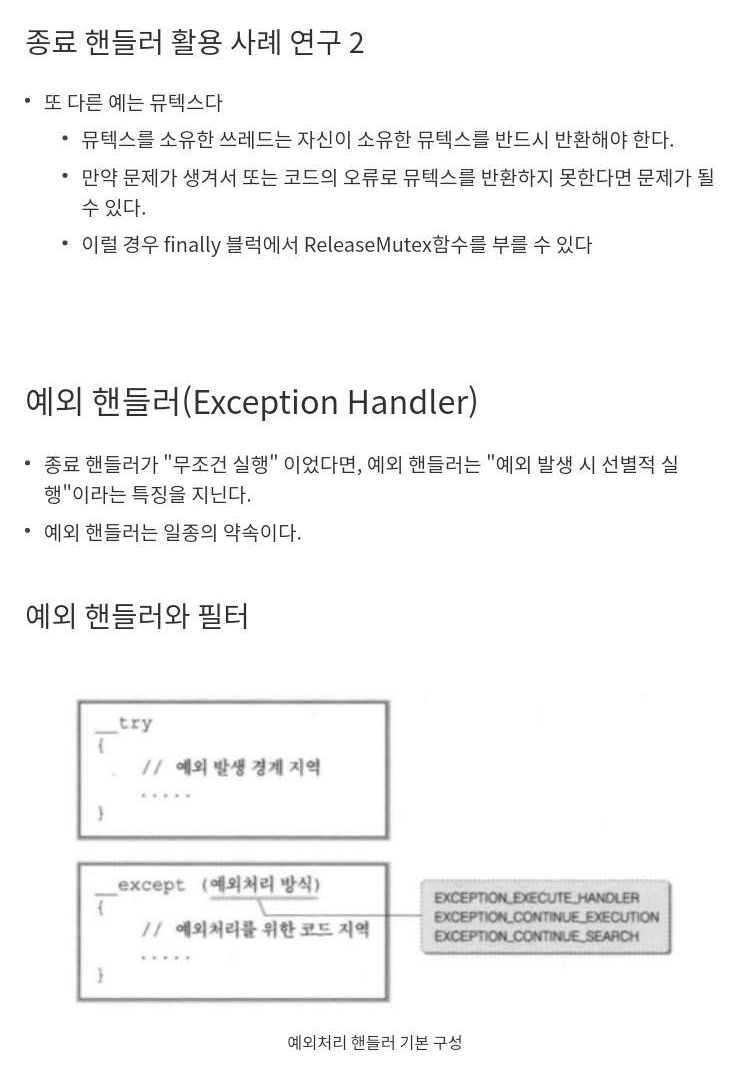 종료 핸들러 활용 사례 연구 2
• 또 다른 예는 뮤텍스다
• 뮤텍스를 소유한 쓰레드는 자신이 소유한 뮤텍스를 반드시 반환해야 한다.
• 만약 문제가 생겨서 또는 코드의 오류로 뮤텍스를 반환하지 못한다면 문제가 될
수 있다.
• 이럴 경우 finally 블럭에서 ReleaseMutex함수를 부를 수 있다
예외 핸들러(Exception Handler)
• 종료 핸들러가 "무조건 실행" 이었다면, 예외 핸들러는 "예외 발생 시 선별적 실
행"이라는 특징을 지닌다.
• 예외 핸들러는 일종의 약속이다.
예외 핸들러와 필터
__try
{
// 예외 발생 경계 지역
.....
}
__except (예외처리 방식)
{
// 예외처리를 위한 코드 지역
.....
}
EXCEPTION_EXECUTE_HANDLER
EXCEPTION_CONTINUE_EXECUTION
EXCEPTION_CONTINUE_SEARCH
예외처리 핸들러 기본 구성